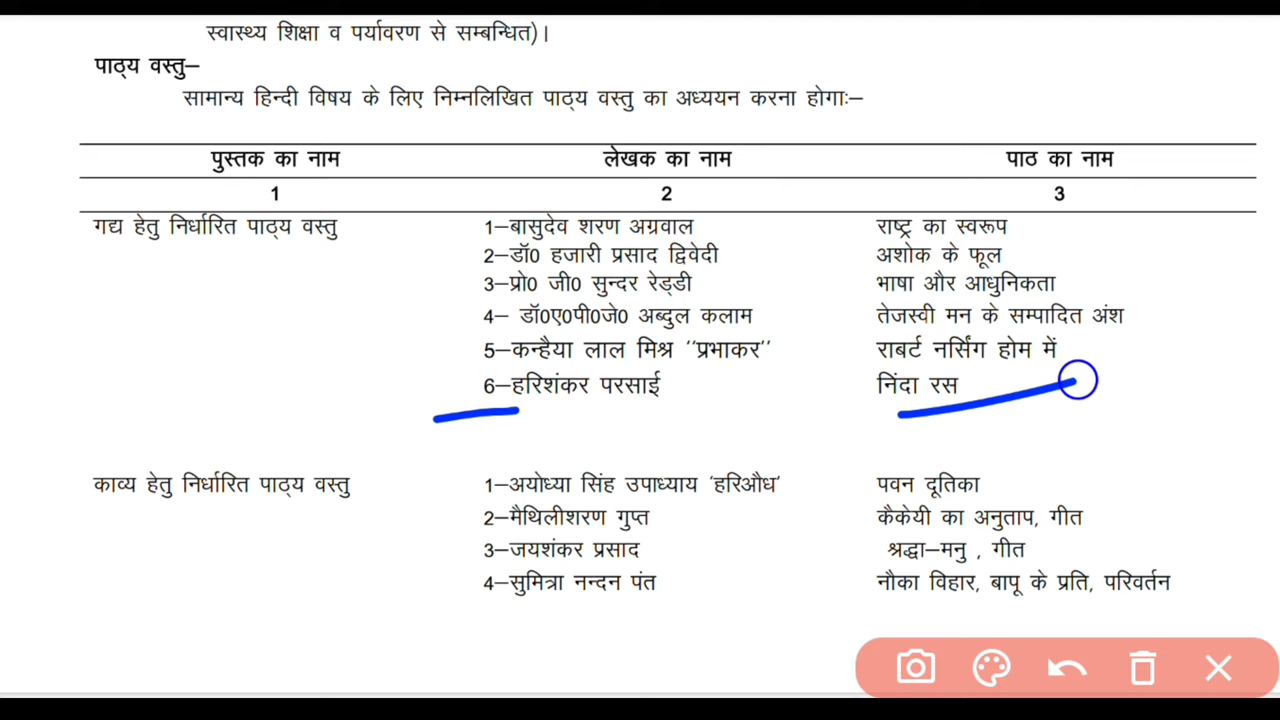 स्वास्थ्य शिक्षा व पर्यावरण से सम्बन्धित)।
पाठ्य वस्तु–
सामान्य हिन्दी विषय के लिए निम्नलिखित पाठ्य वस्तु का अध्ययन करना होगाः–
पुस्तक का नाम लेखक का नाम पाठ का नाम
1 2 3
गद्य हेतु निर्धारित पाठ्य वस्तु 1–बासुदेव शरण अग्रवाल राष्ट्र का स्वरूप
2–डॉ0 हजारी प्रसाद द्विवेदी अशोक के फूल
3–प्रो0 जी0 सुन्दर रेड्डी भाषा और आधुनिकता
4– डॉ0ए0पी0जे0 अब्दुल कलाम तेजस्वी मन के सम्पादित अंश
5–कन्हैया लाल मिश्र ''प्रभाकर'' राबर्ट नर्सिंग होम में
6–हरिशंकर परसाई निंदा रस
काव्य हेतु निर्धारित पाठ्य वस्तु 1–अयोध्या सिंह उपाध्याय 'हरिऔध' पवन दूतिका
2–मैथिलीशरण गुप्त कैकेयी का अनुताप, गीत
3–जयशंकर प्रसाद श्रद्धा–मनु , गीत
4–सुमित्रा नन्दन पंत नौका विहार, बापू के प्रति, परिवर्तन